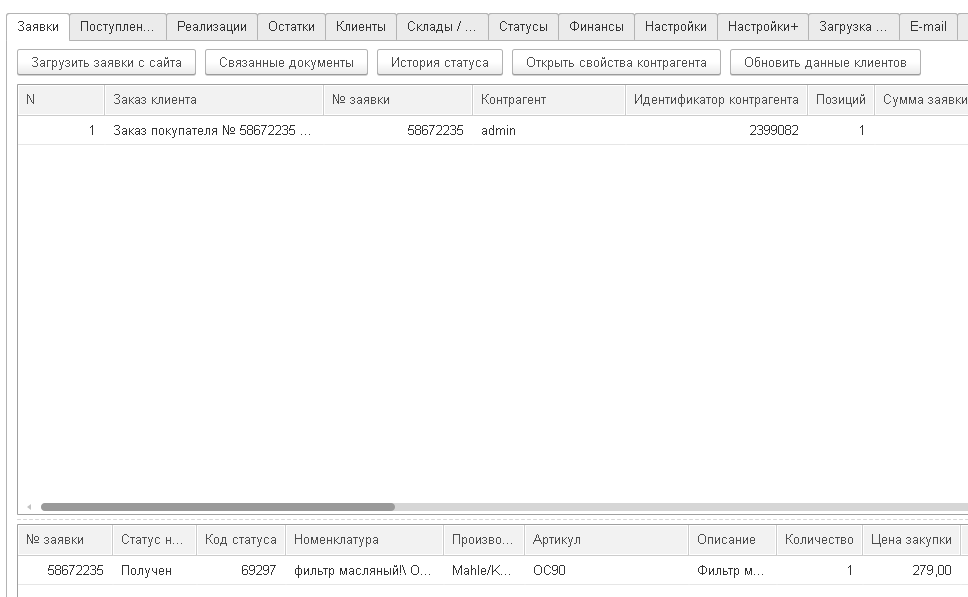 Заявки Поступлен... Реализации Остатки Клиенты Склады / ... Статусы Финансы Настройки Настройки+ Загрузка ... E-mail
Загрузить заявки с сайта Связанные документы История статуса Открыть свойства контрагента Обновить данные клиентов
N Заказ клиента № заявки Контрагент Идентификатор контрагента Позиций Сумма заявки
1 Заказ покупателя № 58672235 ... 58672235 admin 2399082 1
№ заявки Статус н... Код статуса Номенклатура Произво... Артикул Описание Количество Цена закупки
58672235 Получен 69297 фильтр масляный!\ О... Mahle/K... OC90 Фильтр м... 1 279,00